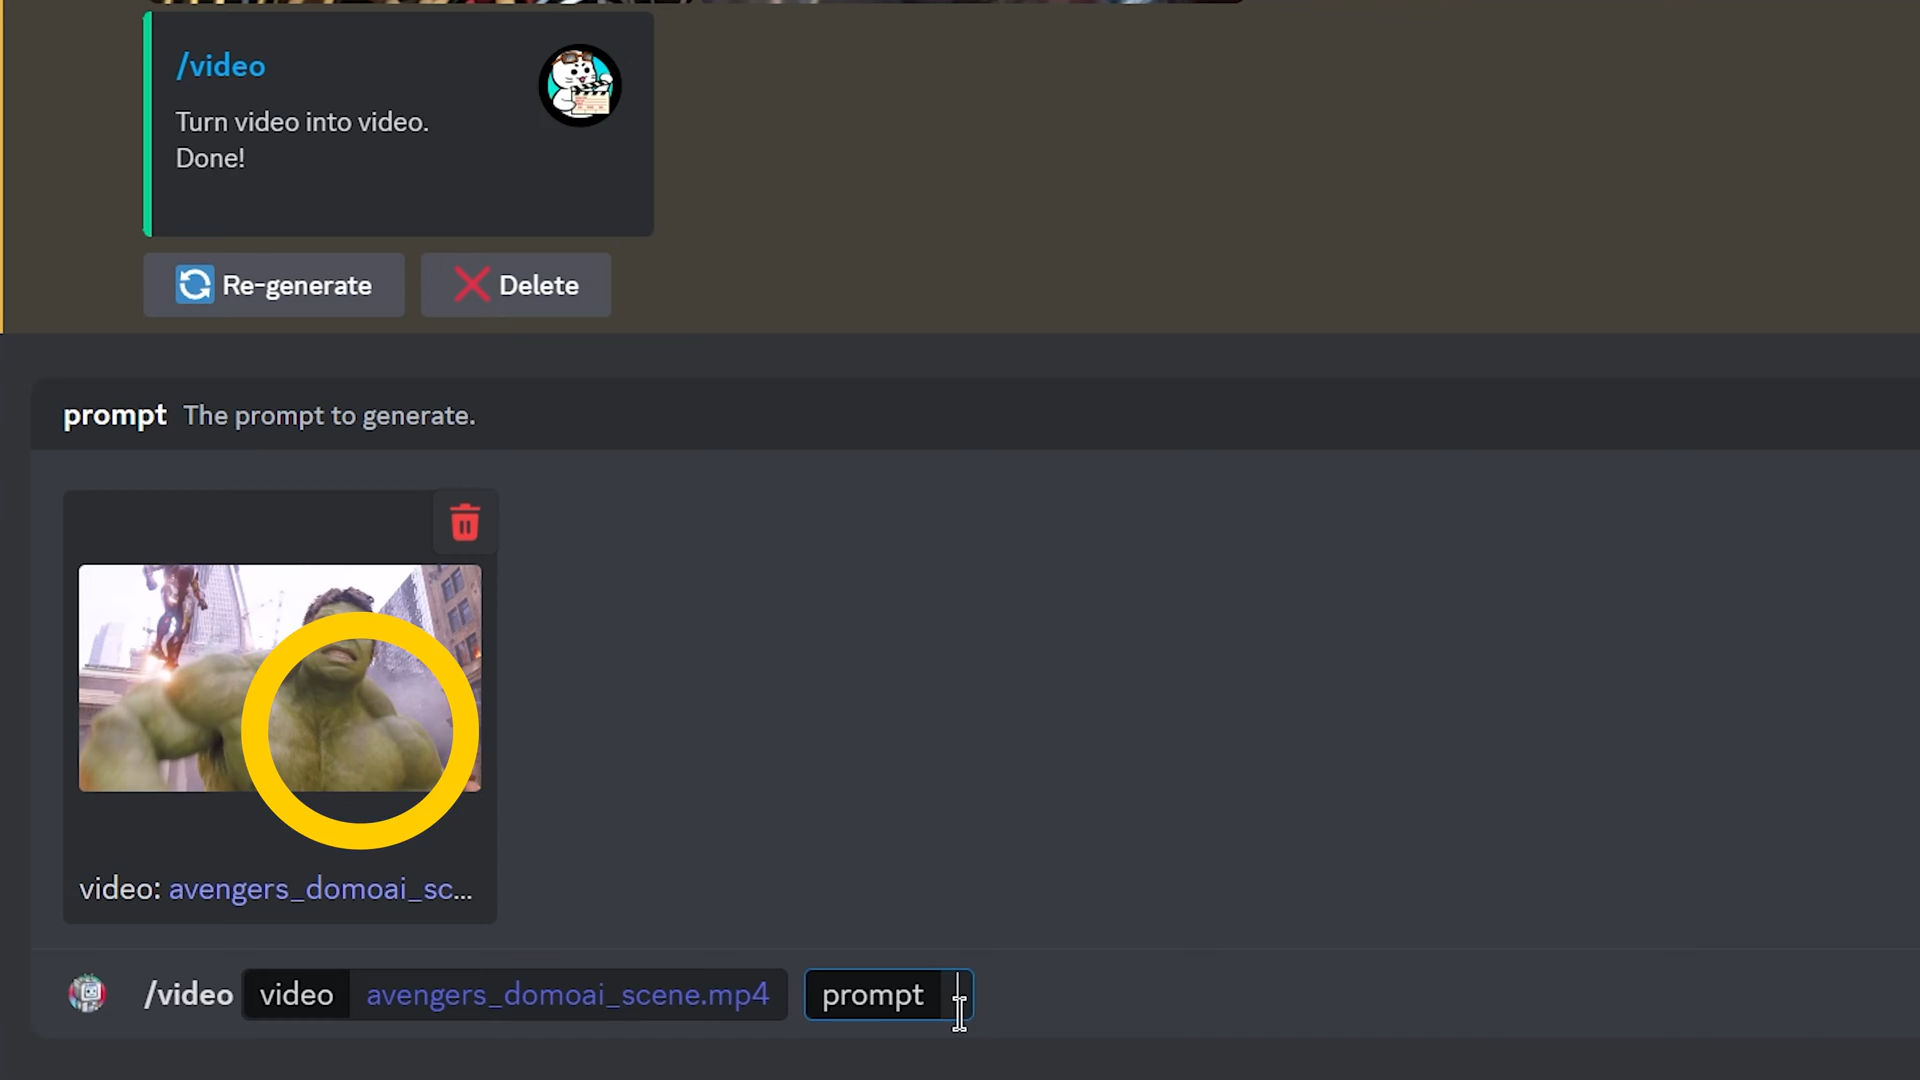 /video
Turn video into video.
Done!
Re-generate Delete
prompt The prompt to generate.
video: avengers_domoai_sc...
/video video avengers_domoai_scene.mp4 prompt